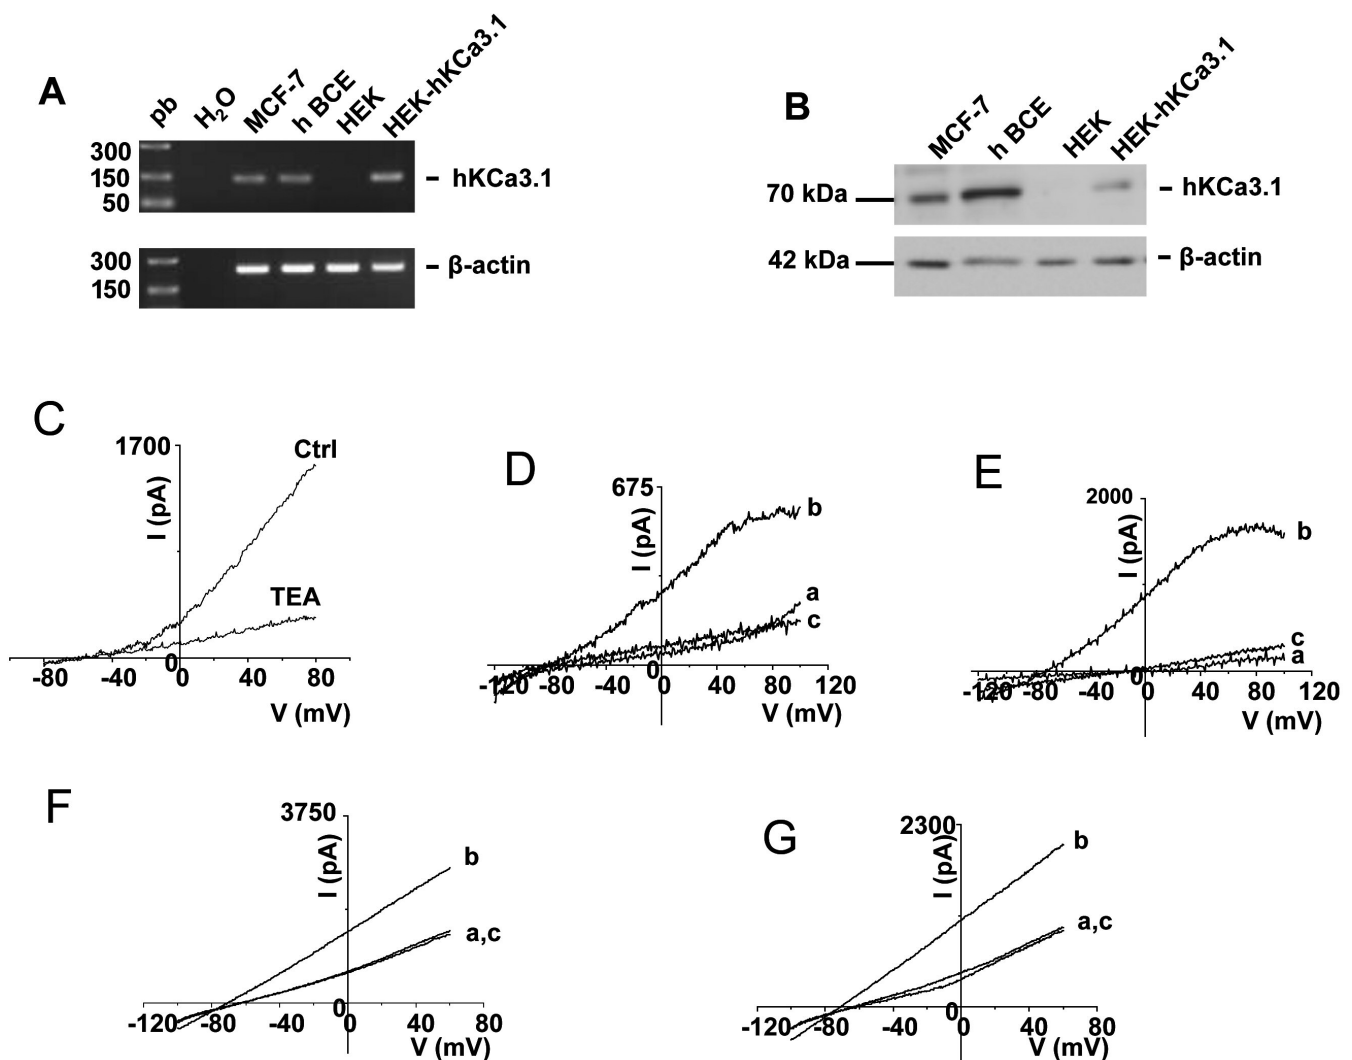 A
pb
H₂O
MCF-7
h BCE
HEK
HEK-hKCa3.1
300
150
50
hKCa3.1
300
150
β-actin
B
MCF-7
h BCE
HEK
HEK-hKCa3.1
70 kDa
hKCa3.1
42 kDa
β-actin
C
1700
I (pA)
Ctrl
TEA
0
-80 -40 0 40 80
V (mV)
D
675
I (pA)
b
a
c
0
-120 -80 -40 0 40 80 120
V (mV)
E
2000
I (pA)
b
c
a
0
-120 -80 -40 0 40 80 120
V (mV)
F
3750
I (pA)
b
a,c
0
-120 -80 -40 0 40 80
V (mV)
G
2300
I (pA)
b
a,c
0
-120 -80 -40 0 40 80
V (mV)